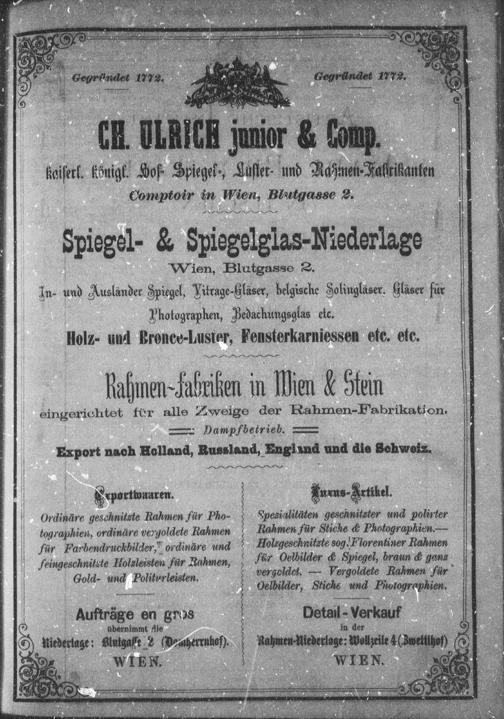 Gegründet 1772. Gegründet 1772.
CH. ULRICH junior & Comp.
kaiserl. königl. Hof- Spiegel-, Luster- und Rahmen-Fabrikanten
Comptoir in Wien, Blutgasse 2.
Spiegel- & Spiegelglas-Niederlage
Wien, Blutgasse 2.
In- und Ausländer Spiegel, Vitrage-Gläser, belgische Solingläser. Gläser für
Photographen, Bedachungsglas etc.
Holz- und Bronce-Luster, Fensterkarniessen etc. etc.
Rahmen-Fabriken in Wien & Stein
eingerichtet für alle Zweige der Rahmen-Fabrikation.
Dampfbetrieb.
Export nach Holland, Russland, England und die Schweiz.
Exportwaaren.
Ordinäre geschnitzte Rahmen für Pho-
tographien, ordinäre vergoldete Rahmen
für Farbendruckbilder, ordinäre und
feingeschnitzte Holzleisten für Rahmen,
Gold- und Politurleisten.
Aufträge en gros
übernimmt die
Niederlage: Blutgasse 2 (Domherrnhof).
WIEN.
Luxus-Artikel.
Spezialitäten geschnitzter und polirter
Rahmen für Stiche & Photographien.—
Holzgeschnitzte sog. Florentiner Rahmen
für Oelbilder & Spiegel, braun & ganz
vergoldet. — Vergoldete Rahmen für
Oelbilder, Stiche und Photographien.
Detail-Verkauf
in der
Rahmen-Niederlage: Wollzeile 4 (Zwettlhof)
WIEN.